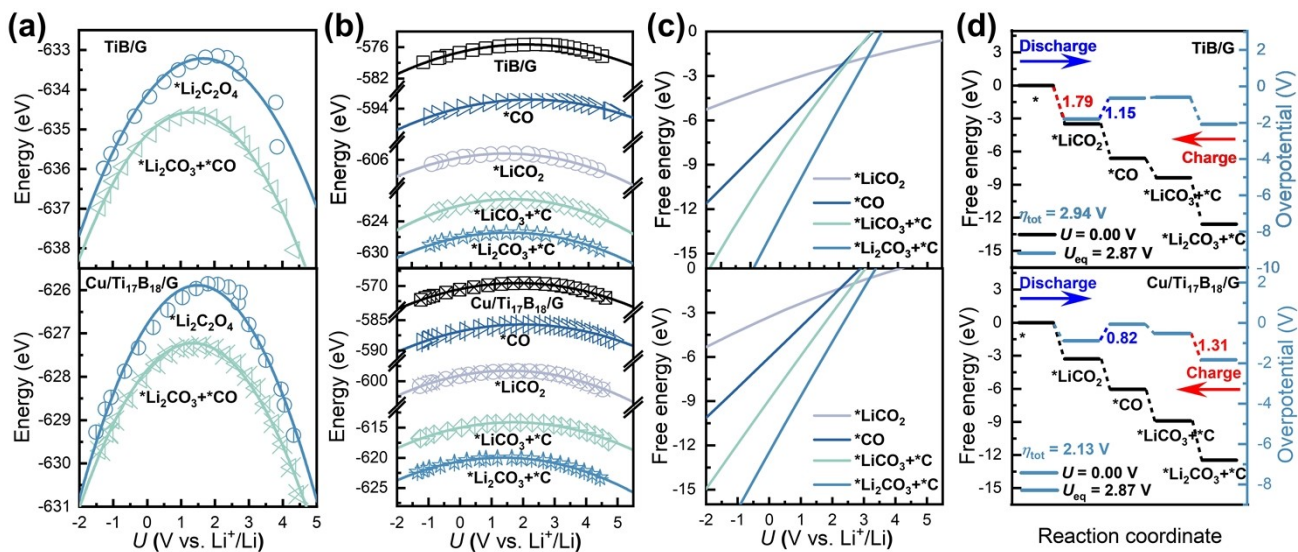 (a)
TiB/G
*Li₂C₂O₄
*Li₂CO₃+*CO
Energy (eV)
-633
-634
-635
-636
-637
-638
Cu/Ti₁₇B₁₈/G
*Li₂C₂O₄
*Li₂CO₃+*CO
Energy (eV)
-626
-627
-628
-629
-630
-631
-2 -1 0 1 2 3 4 5
U (V vs. Li⁺/Li)
(b)
TiB/G
*CO
*LiCO₂
*LiCO₃+*C
*Li₂CO₃+*C
Energy (eV)
-576
-582
-594
-606
-624
-630
Cu/Ti₁₇B₁₈/G
*CO
*LiCO₂
*LiCO₃+*C
*Li₂CO₃+*C
Energy (eV)
-570
-585
-590
-600
-615
-620
-625
-2 -1 0 1 2 3 4 5
U (V vs. Li⁺/Li)
(c)
0
-3
-6
-9
-12
-15
Free energy (eV)
*LiCO₂
*CO
*LiCO₃+*C
*Li₂CO₃+*C
0
-3
-6
-9
-12
-15
Free energy (eV)
*LiCO₂
*CO
*LiCO₃+*C
*Li₂CO₃+*C
-2 -1 0 1 2 3 4 5
U (V vs. Li⁺/Li)
(d)
Discharge
TiB/G
*
1.79
1.15
*LiCO₂
*CO
Charge
*LiCO₃+*C
*Li₂CO₃+*C
ηtot = 2.94 V
U = 0.00 V
Ueq = 2.87 V
Free energy (eV)
3
0
-3
-6
-9
-12
-15
Overpotential (V)
2
0
-2
-4
-6
-8
-10
Discharge
Cu/Ti₁₇B₁₈/G
*
0.82
1.31
*LiCO₂
*CO
Charge
*LiCO₃+*C
*Li₂CO₃+*C
ηtot = 2.13 V
U = 0.00 V
Ueq = 2.87 V
Free energy (eV)
3
0
-3
-6
-9
-12
-15
Overpotential (V)
2
0
-2
-4
-6
-8
Reaction coordinate